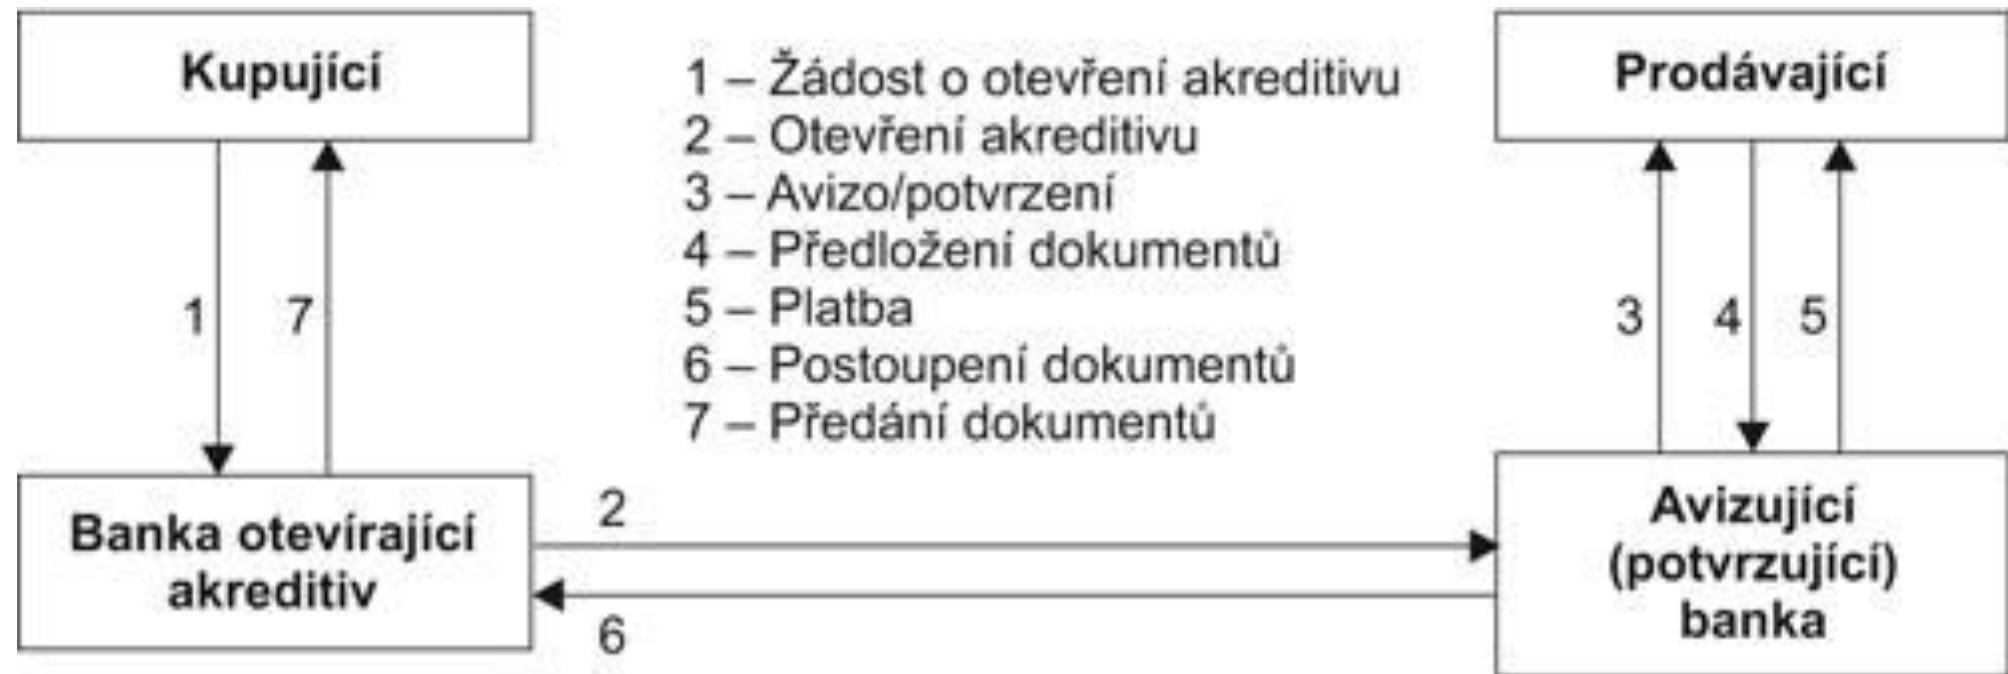 Kupující
1 – Žádost o otevření akreditivu
2 – Otevření akreditivu
3 – Avizo/potvrzení
4 – Předložení dokumentů
5 – Platba
6 – Postoupení dokumentů
7 – Předání dokumentů
Prodávající
1
7
3
4
5
Banka otevírající
akreditiv
2
6
Avizující
(potvrzující)
banka